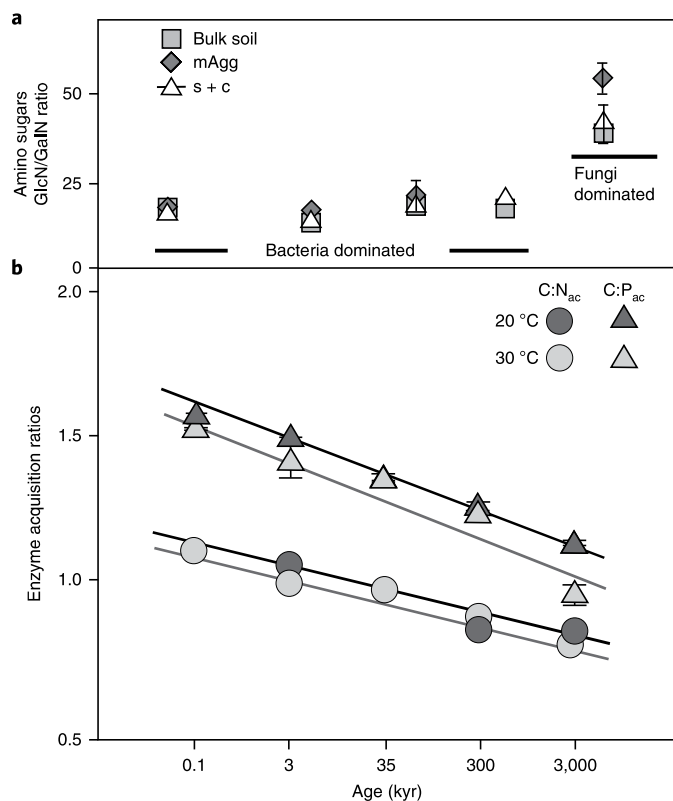 a
Bulk soil
mAgg
s + c
Amino sugars
GlcN/GalN ratio
50
25
0
Bacteria dominated
Fungi
dominated
b
C:Nac C:Pac
20 °C
30 °C
Enzyme acquisition ratios
2.0
1.5
1.0
0.5
0.1 3 35 300 3,000
Age (kyr)